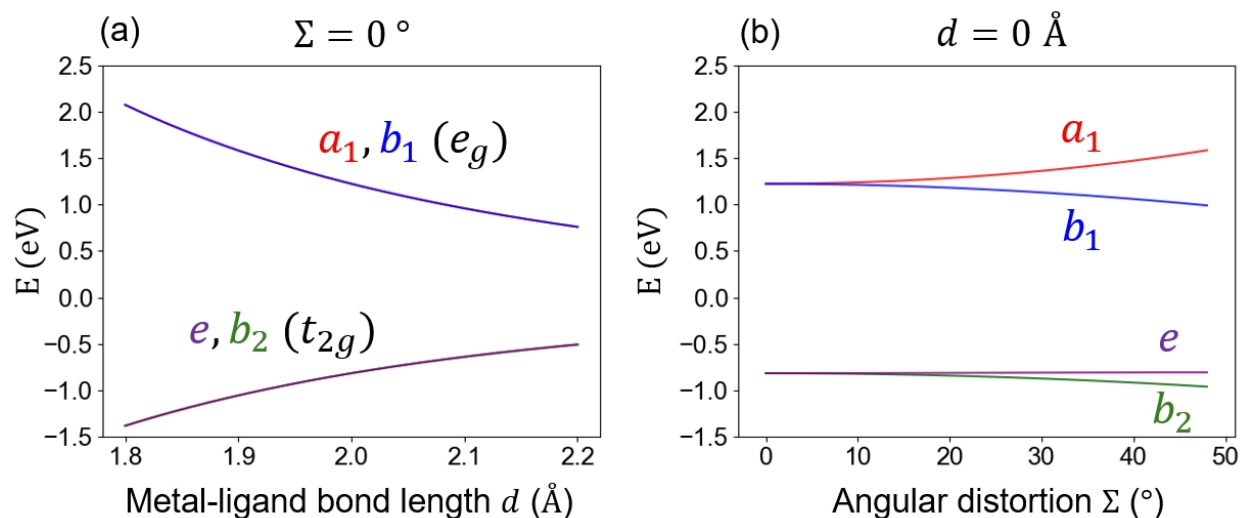 (a) Σ = 0 °
2.5
2.0
1.5
1.0
0.5
0.0
−0.5
−1.0
−1.5
E (eV)
a₁, b₁ (e_g)
e, b₂ (t₂g)
1.8 1.9 2.0 2.1 2.2
Metal-ligand bond length d (Å)
(b) d = 0 Å
2.5
2.0
1.5
1.0
0.5
0.0
−0.5
−1.0
−1.5
E (eV)
a₁
b₁
e
b₂
0 10 20 30 40 50
Angular distortion Σ (°)